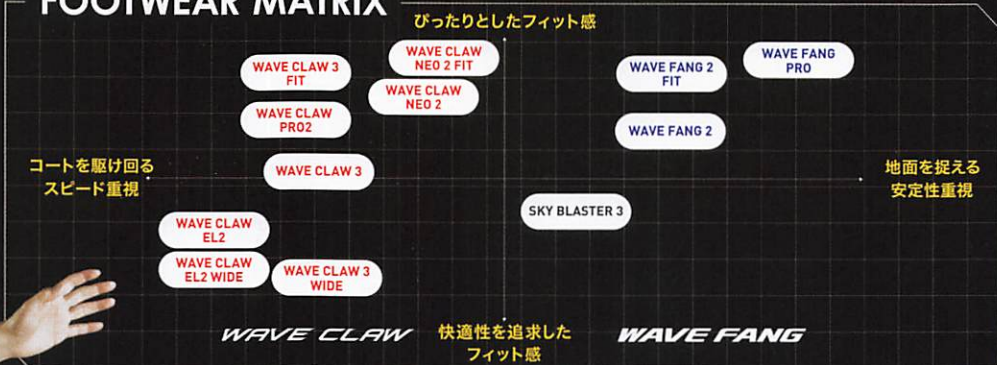 FOOTWEAR MATRIX
ぴったりとしたフィット感
WAVE CLAW
NEO 2 FIT
WAVE FANG
PRO
WAVE CLAW 3
FIT
WAVE FANG 2
FIT
WAVE CLAW
NEO 2
WAVE CLAW
PRO2
WAVE FANG 2
コートを駆け回る
スピード重視
WAVE CLAW 3
地面を捉える
安定性重視
SKY BLASTER 3
WAVE CLAW
EL2
WAVE CLAW
EL2 WIDE
WAVE CLAW 3
WIDE
WAVE CLAW
快適性を追求した
フィット感
WAVE FANG